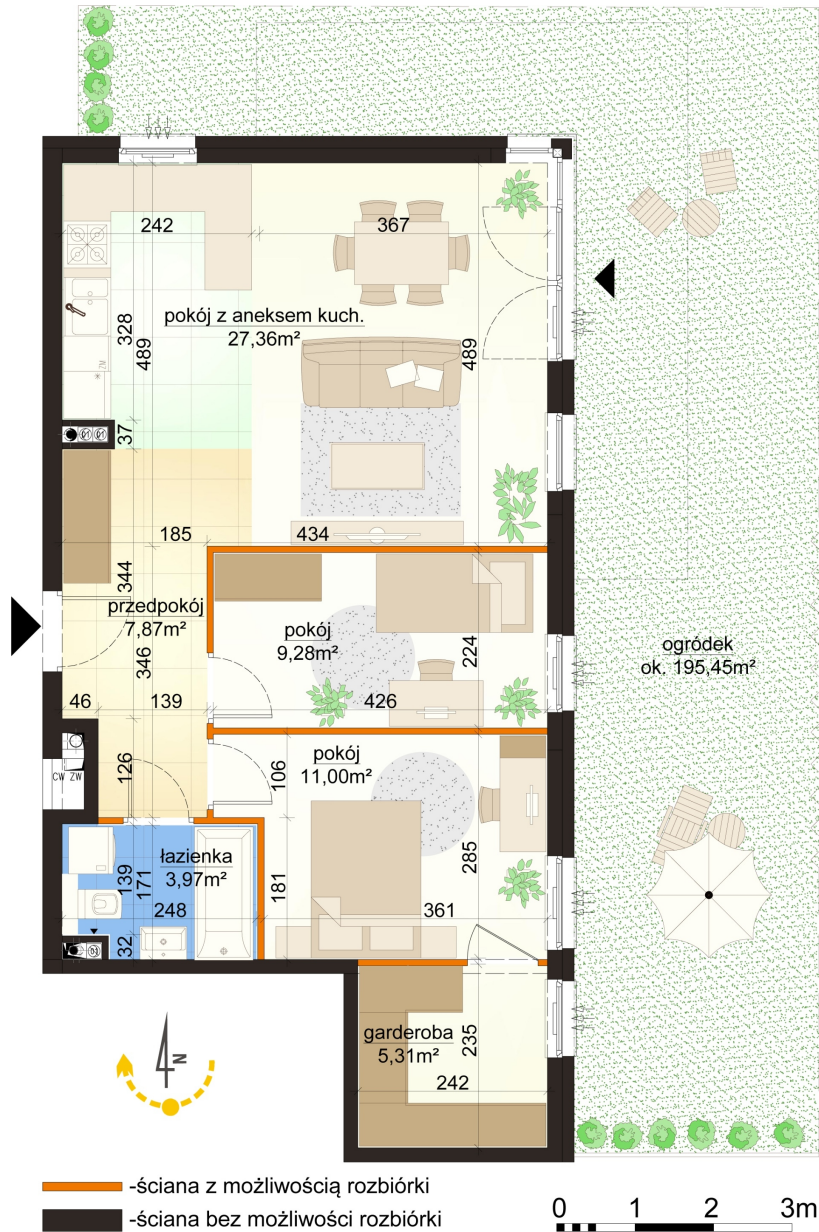 242
367
pokój z aneksem kuch.
27,36m²
328
489
489
ZM
37
185
434
344
przedpokój
7,87m²
346
pokój
9,28m²
224
ogródek
ok. 195,45m²
46
139
426
pokój
11,00m²
126
106
CW ZW
łazienka
3,97m²
139
171
181
285
248
361
32
garderoba
5,31m²
235
242
N
-ściana z możliwością rozbiórki
-ściana bez możliwości rozbiórki
0 1 2 3m